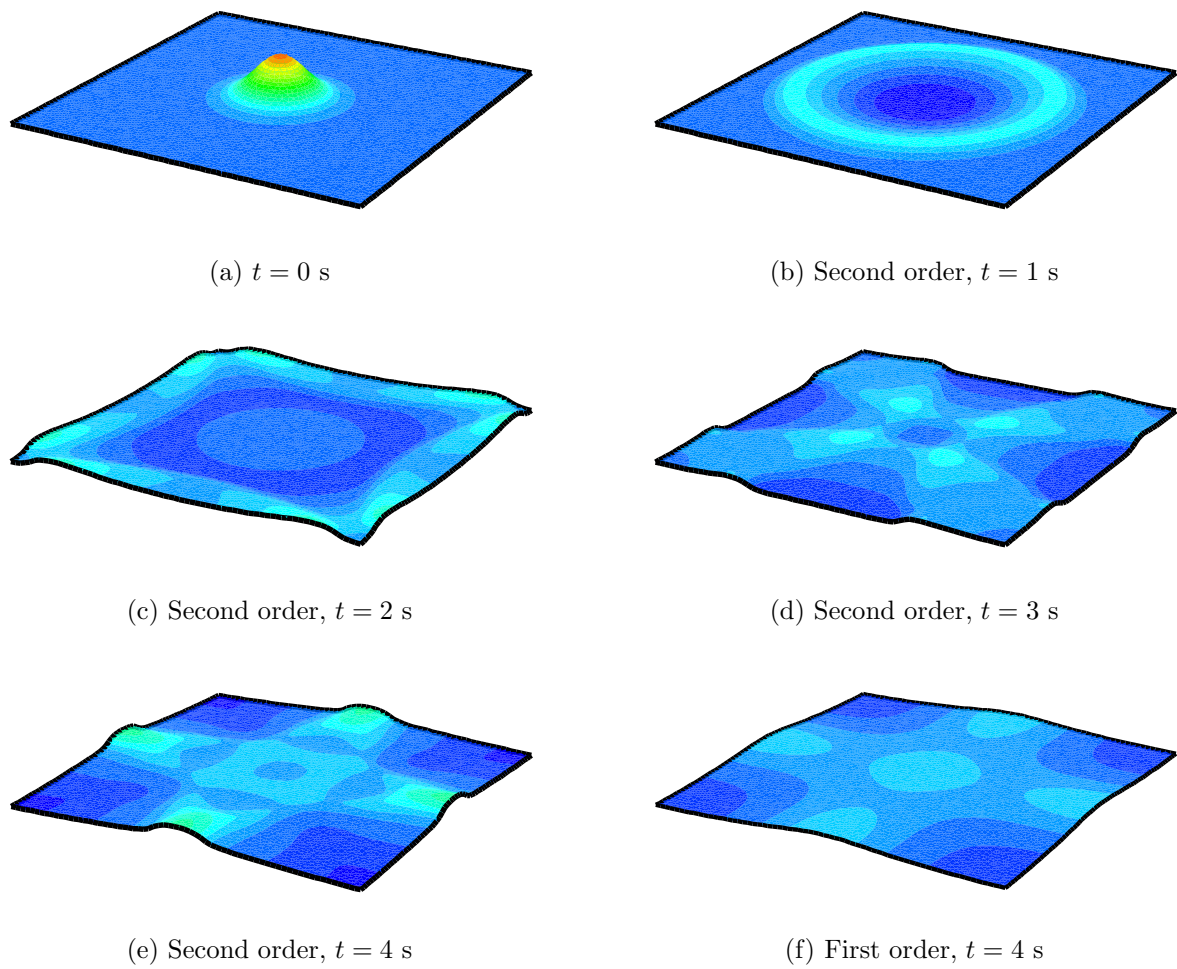 (a) t = 0 s
(b) Second order, t = 1 s
(c) Second order, t = 2 s
(d) Second order, t = 3 s
(e) Second order, t = 4 s
(f) First order, t = 4 s